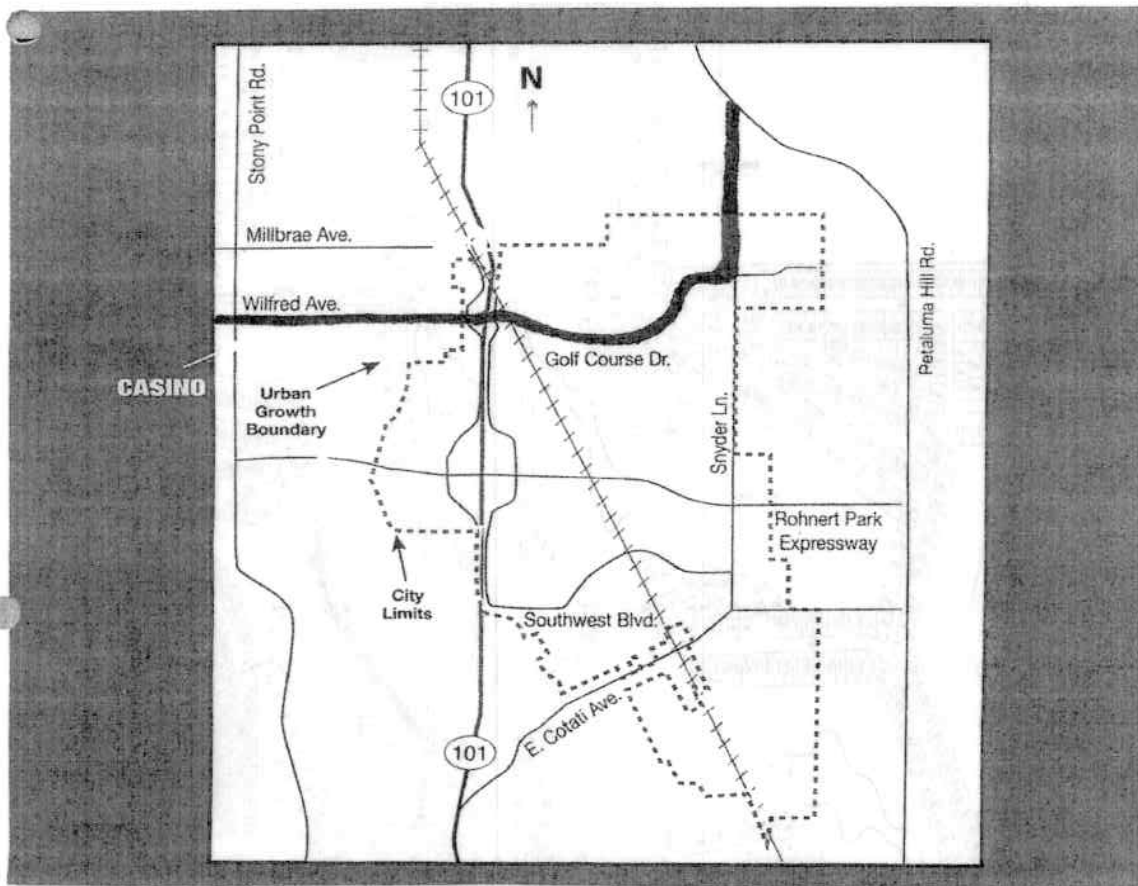 N
101
Stony Point Rd.
Millbrae Ave.
Wilfred Ave.
Petaluma Hill Rd.
Golf Course Dr.
CASINO
Urban
Growth
Boundary
Snyder Ln.
Rohnert Park
Expressway
City
Limits
Southwest Blvd.
E. Cotati Ave.
101